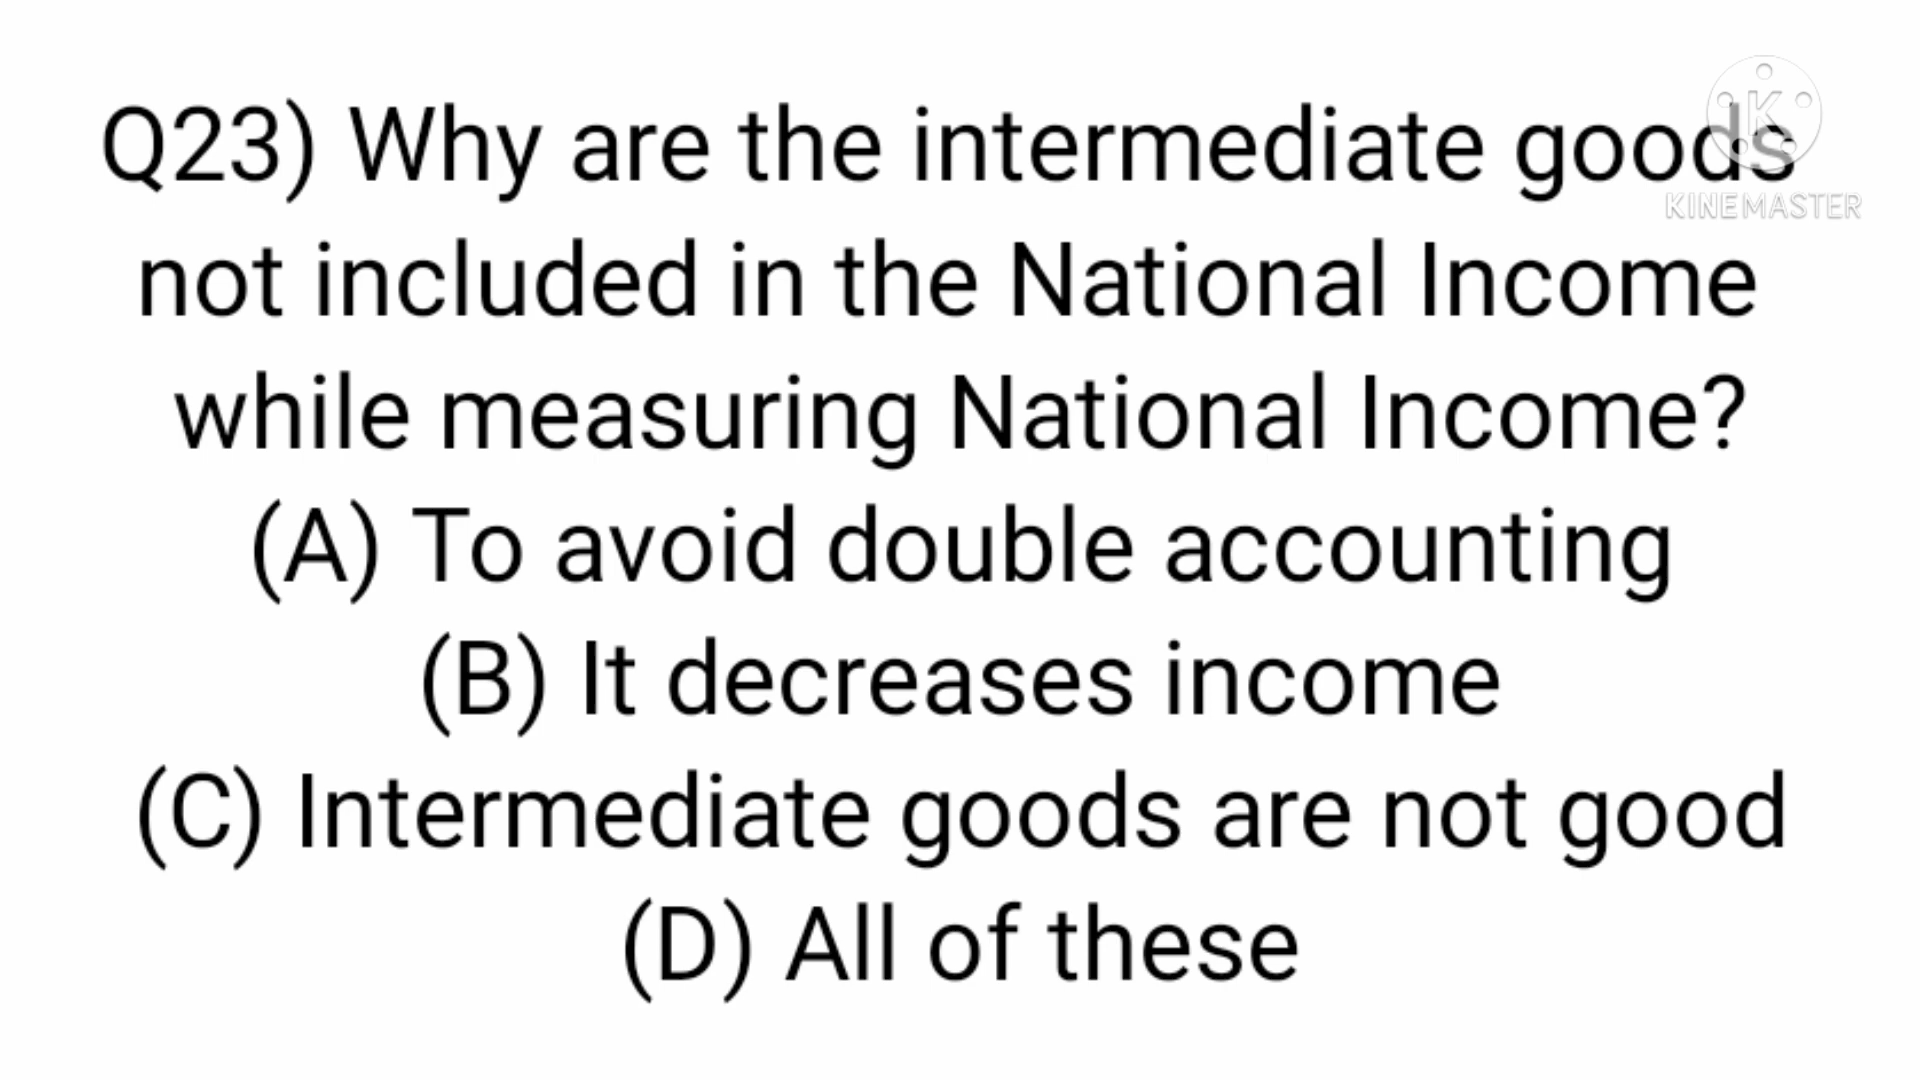 Q23) Why are the intermediate goods
KINEMASTER
not included in the National Income
while measuring National Income?
(A) To avoid double accounting
(B) It decreases income
(C) Intermediate goods are not good
(D) All of these